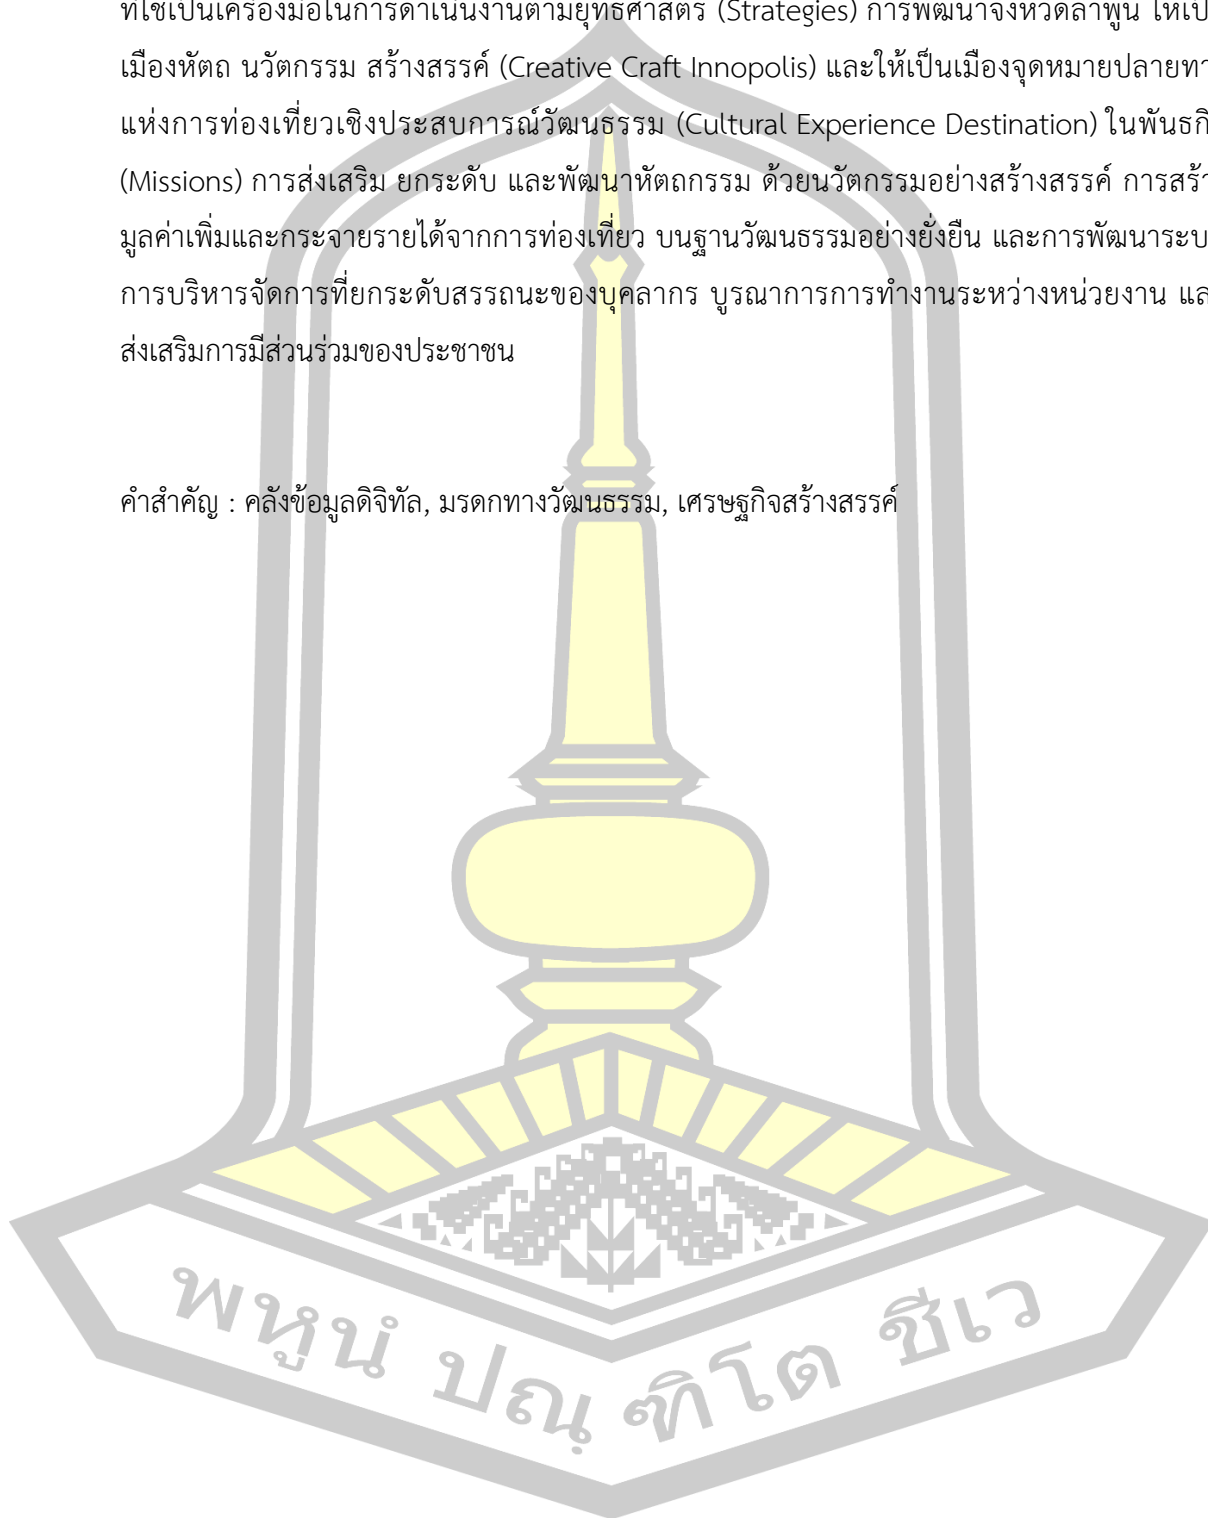 ที่ใช้เป็นเครื่องมือในการดำเนินงานตามยุทธศาสตร์ (Strategies) การพัฒนาจังหวัดลำพูน ให้เป
เมืองหัตถ นวัตกรรม สร้างสรรค์ (Creative Craft Innopolis) และให้เป็นเมืองจุดหมายปลายทา
แห่งการท่องเที่ยวเชิงประสบการณ์วัฒนธรรม (Cultural Experience Destination) ในพันธกิ
(Missions) การส่งเสริม ยกระดับ และพัฒนาหัตถกรรม ด้วยนวัตกรรมอย่างสร้างสรรค์ การสร้า
มูลค่าเพิ่มและกระจายรายได้จากการท่องเที่ยว บนฐานวัฒนธรรมอย่างยั่งยืน และการพัฒนาระบ
การบริหารจัดการที่ยกระดับสรรถนะของบุคลากร บูรณาการการทำงานระหว่างหน่วยงาน แล
ส่งเสริมการมีส่วนร่วมของประชาชน
คำสำคัญ : คลังข้อมูลดิจิทัล, มรดกทางวัฒนธรรม, เศรษฐกิจสร้างสรรค์
พหูนํ ปณฺฑิโต ชีเว